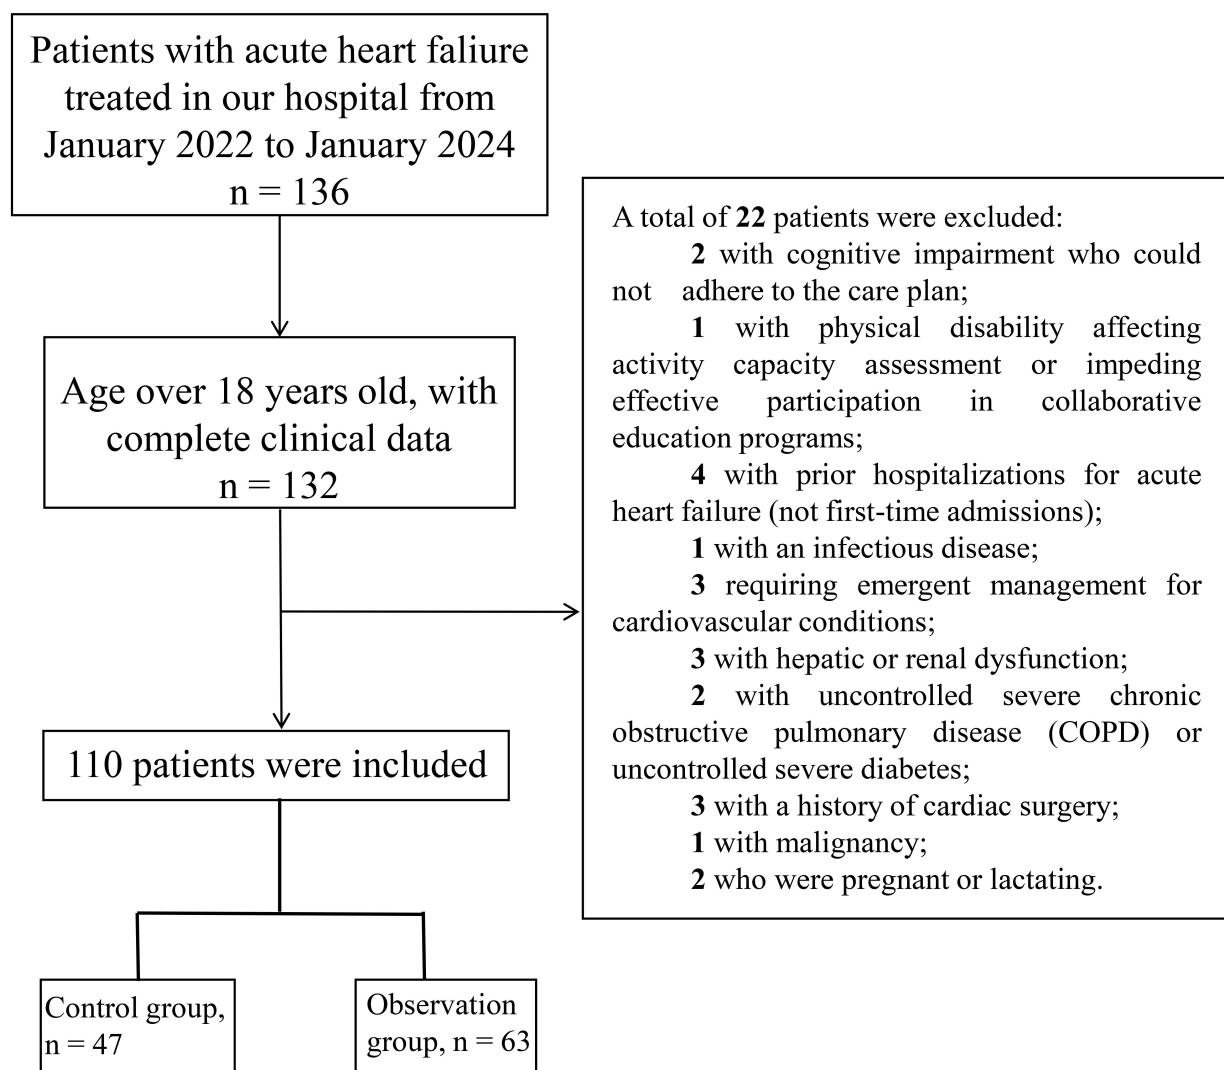 Patients with acute heart faliure
treated in our hospital from
January 2022 to January 2024
n = 136
Age over 18 years old, with
complete clinical data
n = 132
A total of 22 patients were excluded:
2 with cognitive impairment who could
not adhere to the care plan;
1 with physical disability affecting
activity capacity assessment or impeding
effective participation in collaborative
education programs;
4 with prior hospitalizations for acute
heart failure (not first-time admissions);
1 with an infectious disease;
3 requiring emergent management for
cardiovascular conditions;
3 with hepatic or renal dysfunction;
2 with uncontrolled severe chronic
obstructive pulmonary disease (COPD) or
uncontrolled severe diabetes;
3 with a history of cardiac surgery;
1 with malignancy;
2 who were pregnant or lactating.
110 patients were included
Control group,
n = 47
Observation
group, n = 63